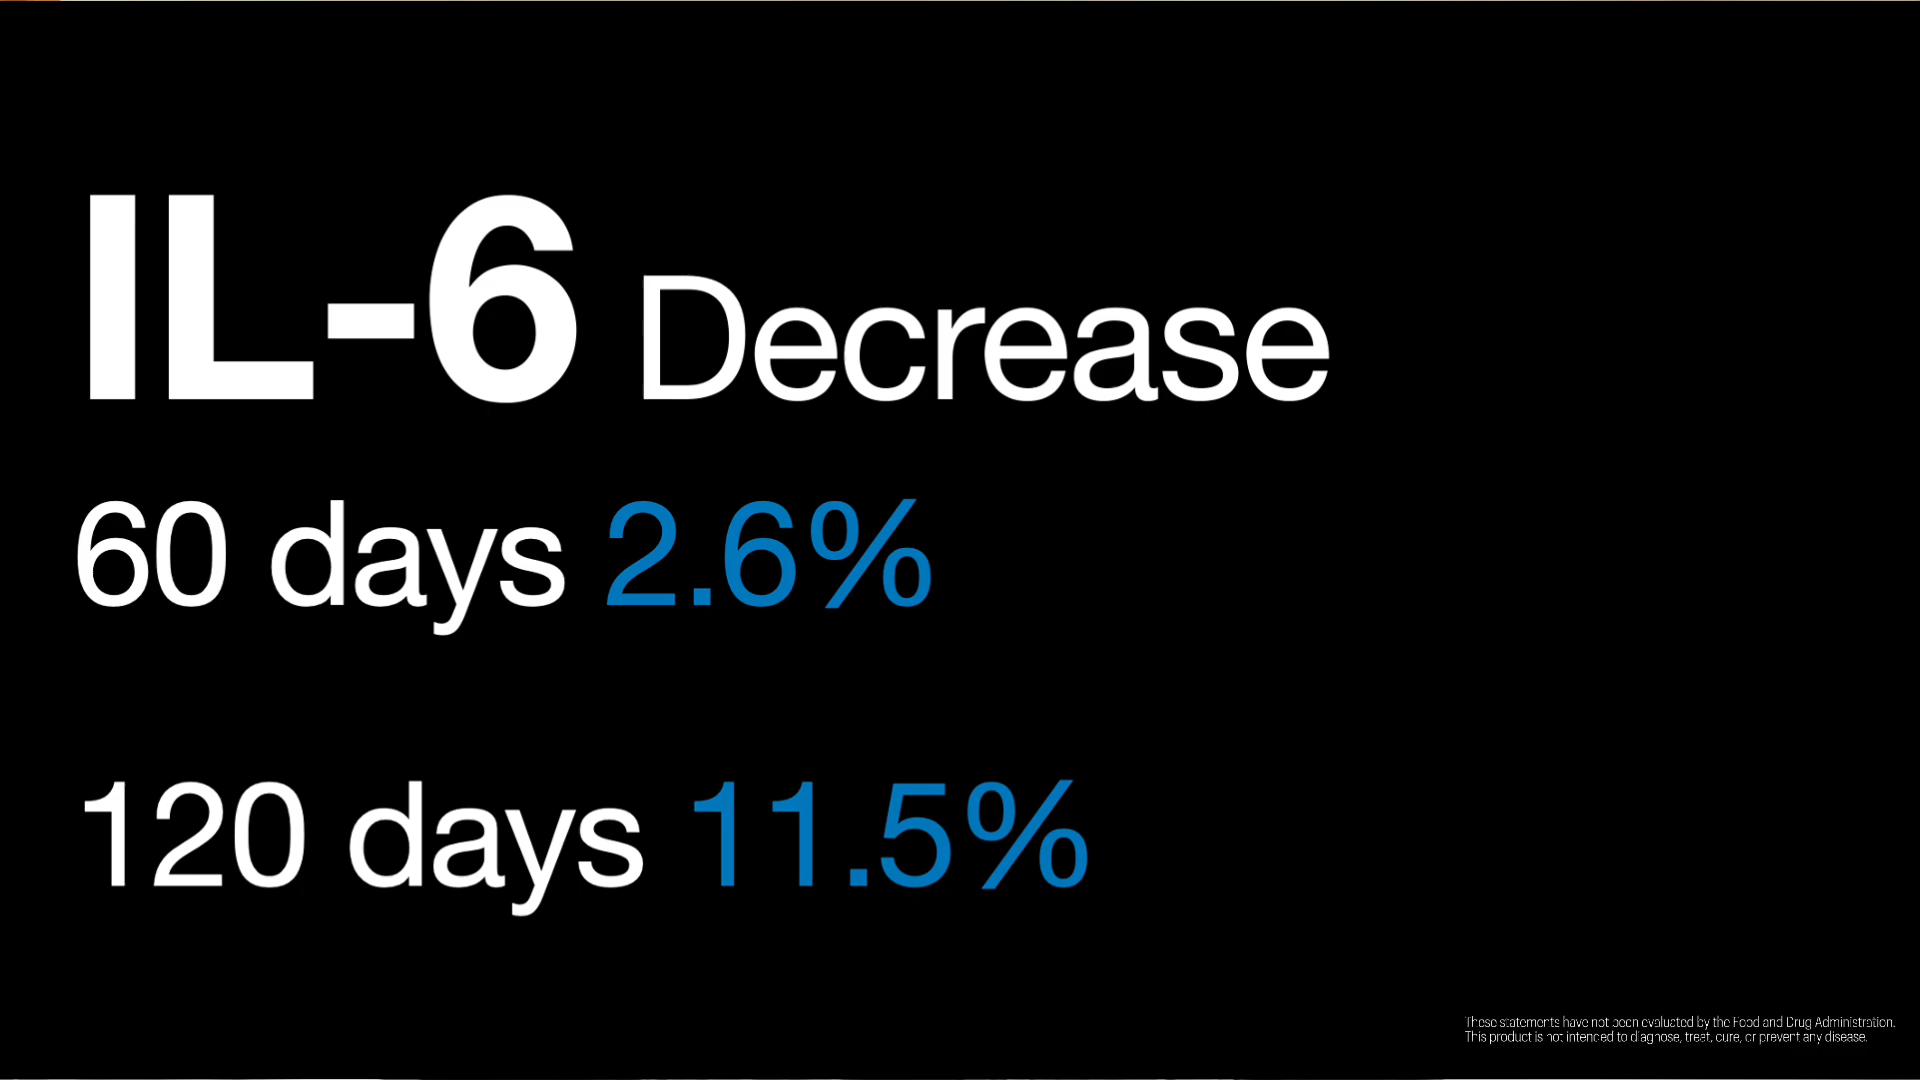 IL-6 Decrease
60 days 2.6%
120 days 11.5%
These statements have not been evaluated by the Food and Drug Administration.
This product is not intended to diagnose, treat, cure, or prevent any disease.